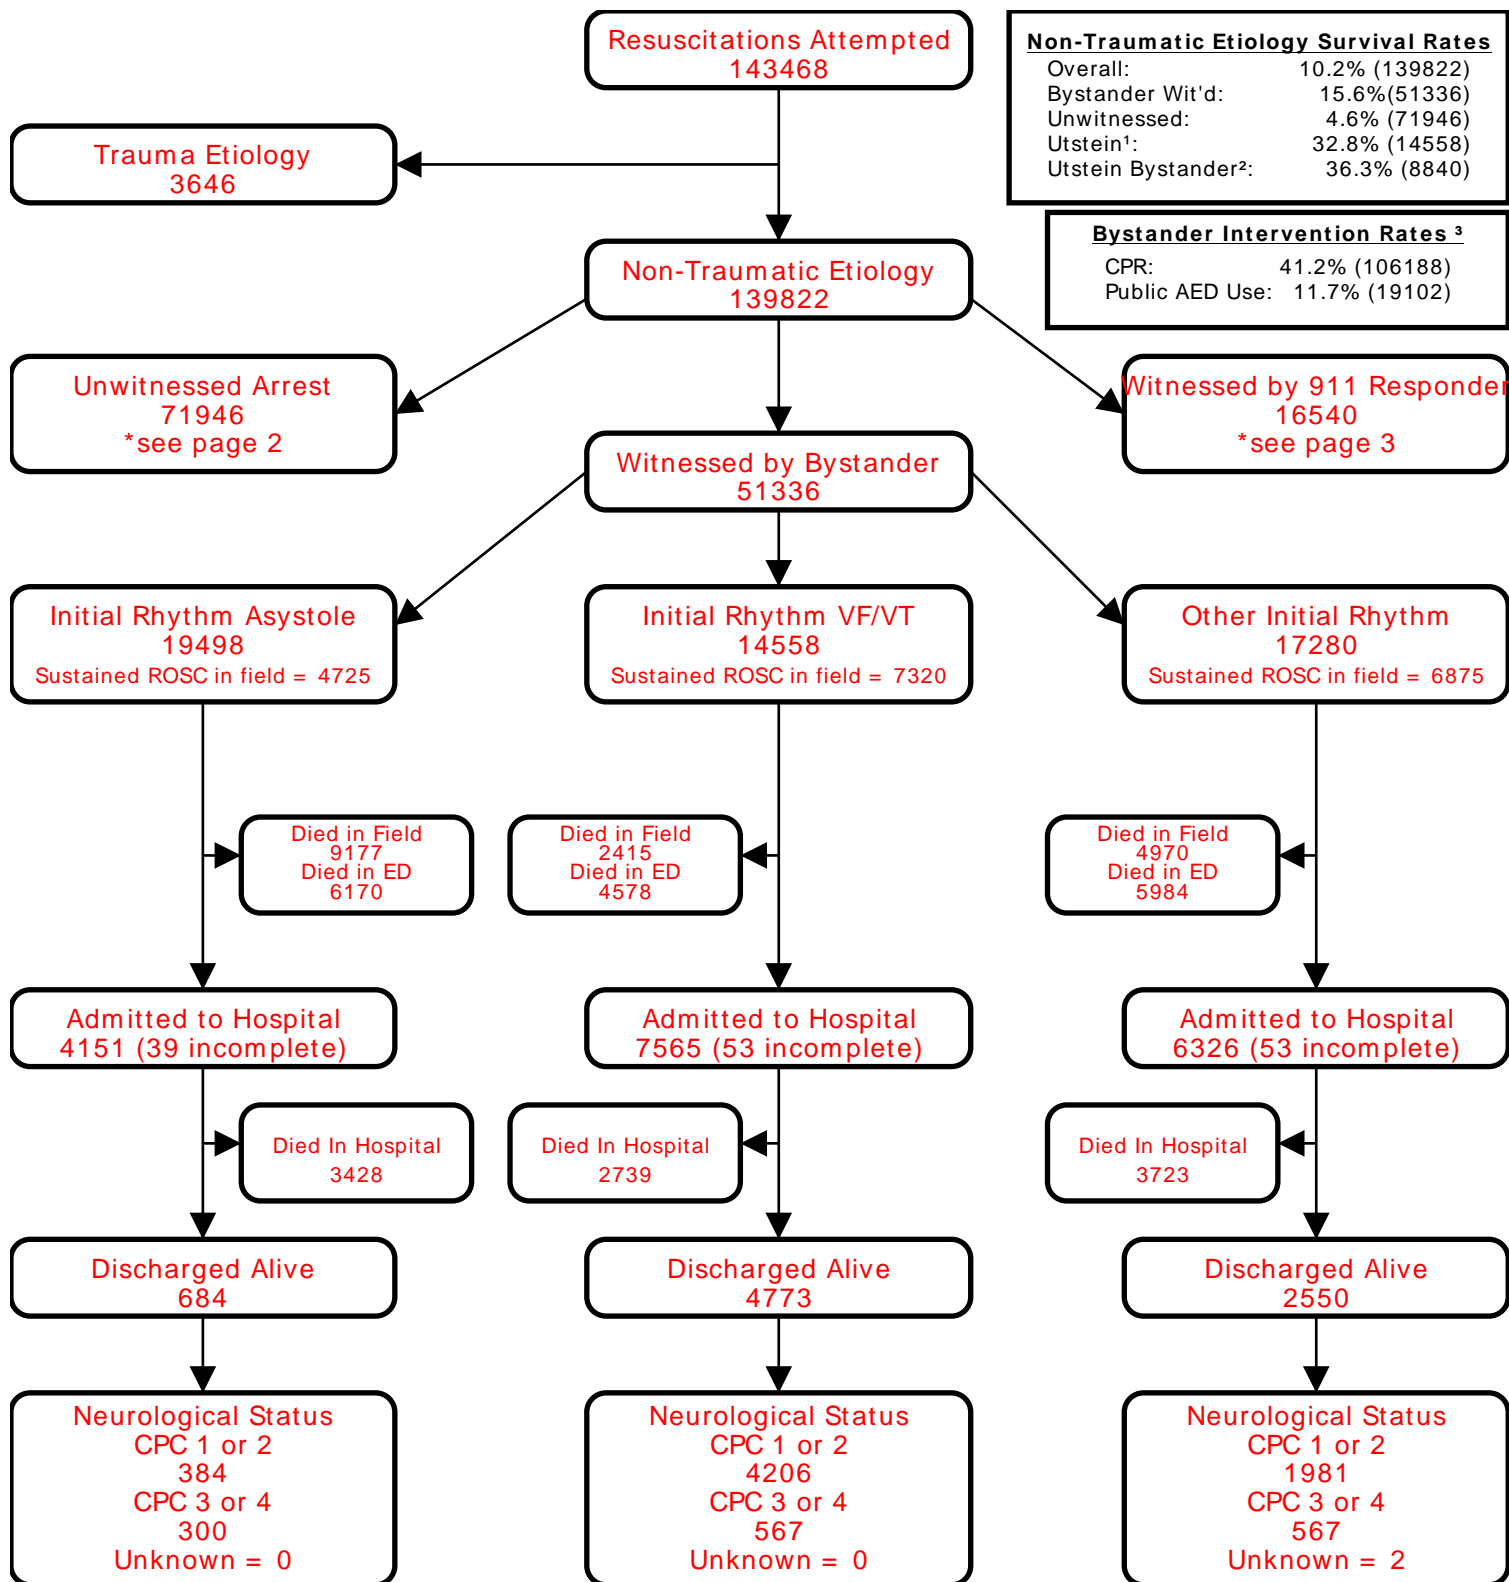 Resuscitations Attempted
143468
Non-Traumatic Etiology Survival Rates
Overall: 10.2% (139822)
Bystander Wit'd: 15.6%(51336)
Unwitnessed: 4.6% (71946)
Utstein¹: 32.8% (14558)
Utstein Bystander²: 36.3% (8840)
Trauma Etiology
3646
Bystander Intervention Rates ³
CPR: 41.2% (106188)
Public AED Use: 11.7% (19102)
Non-Traumatic Etiology
139822
Unwitnessed Arrest
71946
*see page 2
Witnessed by 911 Responder
16540
*see page 3
Witnessed by Bystander
51336
Initial Rhythm Asystole
19498
Sustained ROSC in field = 4725
Initial Rhythm VF/VT
14558
Sustained ROSC in field = 7320
Other Initial Rhythm
17280
Sustained ROSC in field = 6875
Died in Field
9177
Died in ED
6170
Died in Field
2415
Died in ED
4578
Died in Field
4970
Died in ED
5984
Admitted to Hospital
4151 (39 incomplete)
Admitted to Hospital
7565 (53 incomplete)
Admitted to Hospital
6326 (53 incomplete)
Died In Hospital
3428
Died In Hospital
2739
Died In Hospital
3723
Discharged Alive
684
Discharged Alive
4773
Discharged Alive
2550
Neurological Status
CPC 1 or 2
384
CPC 3 or 4
300
Unknown = 0
Neurological Status
CPC 1 or 2
4206
CPC 3 or 4
567
Unknown = 0
Neurological Status
CPC 1 or 2
1981
CPC 3 or 4
567
Unknown = 2